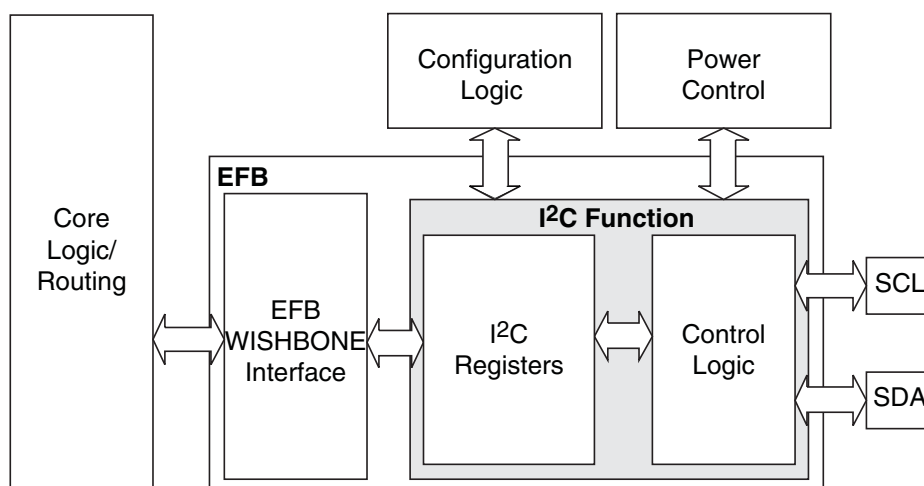 Configuration
Logic
Power
Control
EFB
I²C Function
Core
Logic/
Routing
EFB
WISHBONE
Interface
I²C
Registers
Control
Logic
SCL
SDA